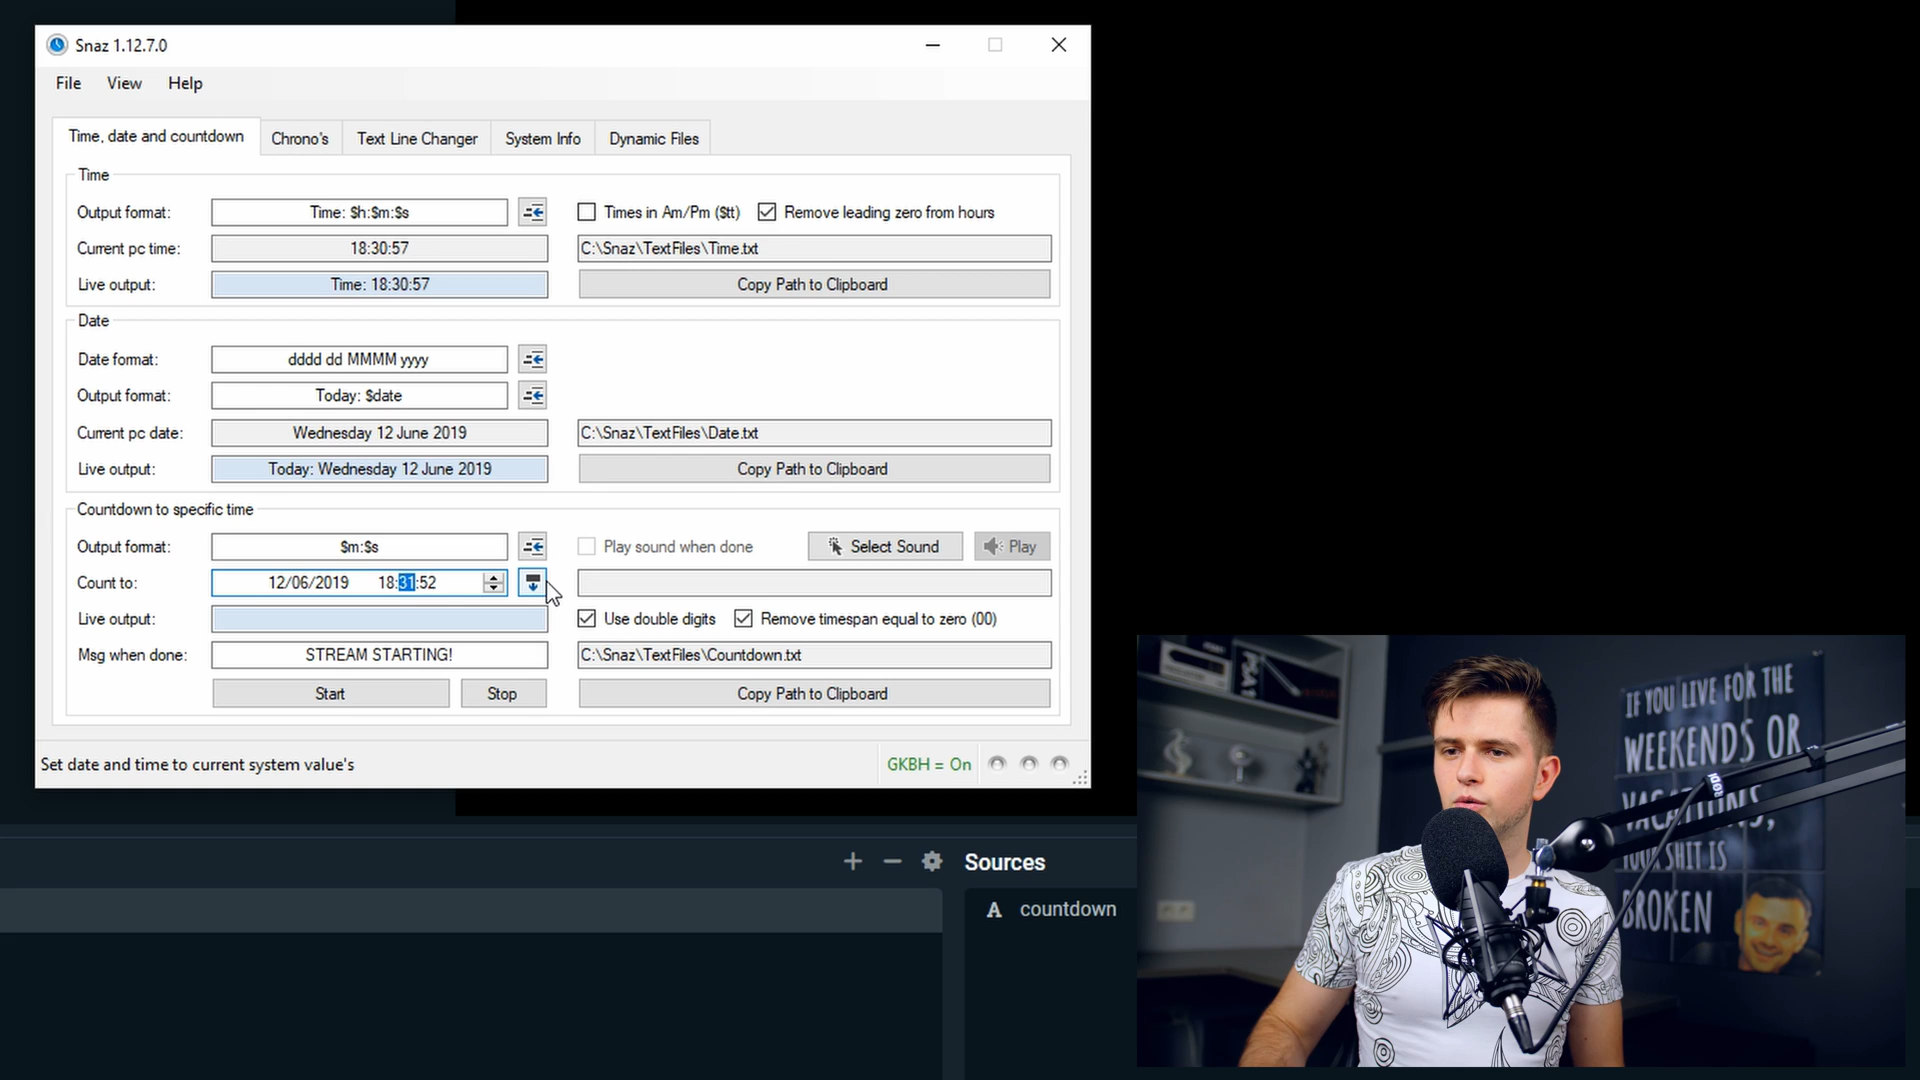 Snaz 1.12.7.0
File View Help
Time, date and countdown Chrono's Text Line Changer System Info Dynamic Files
Time
Output format: Time: $h:$m:$s Times in Am/Pm ($tt) Remove leading zero from hours
Current pc time: 18:30:57 C:\Snaz\TextFiles\Time.txt
Live output: Time: 18:30:57 Copy Path to Clipboard
Date
Date format: dddd dd MMMM yyyy
Output format: Today: $date
Current pc date: Wednesday 12 June 2019 C:\Snaz\TextFiles\Date.txt
Live output: Today: Wednesday 12 June 2019 Copy Path to Clipboard
Countdown to specific time
Output format: $m:$s Play sound when done Select Sound Play
Count to: 12/06/2019 18:31:52
Live output: Use double digits Remove timespan equal to zero (00)
Msg when done: STREAM STARTING! C:\Snaz\TextFiles\Countdown.txt
Start Stop Copy Path to Clipboard
Set date and time to current system value's GKBH = On
Sources
A countdown
IF YOU LIVE FOR THE
WEEKENDS OR
VACATIONS,
YOUR SHIT IS
BROKEN
RØDE